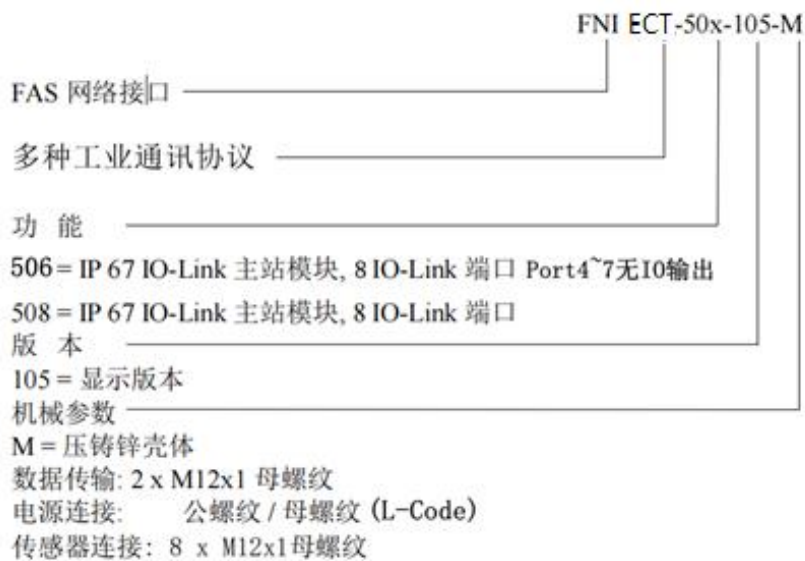 FNI ECT-50x-105-M
FAS 网络接口
多种工业通讯协议
功 能
506 = IP 67 IO-Link 主站模块, 8 IO-Link 端口 Port4~7无IO输出
508 = IP 67 IO-Link 主站模块, 8 IO-Link 端口
版 本
105 = 显示版本
机械参数
M = 压铸锌壳体
数据传输: 2 x M12x1 母螺纹
电源连接: 公螺纹 / 母螺纹 (L-Code)
传感器连接: 8 x M12x1母螺纹